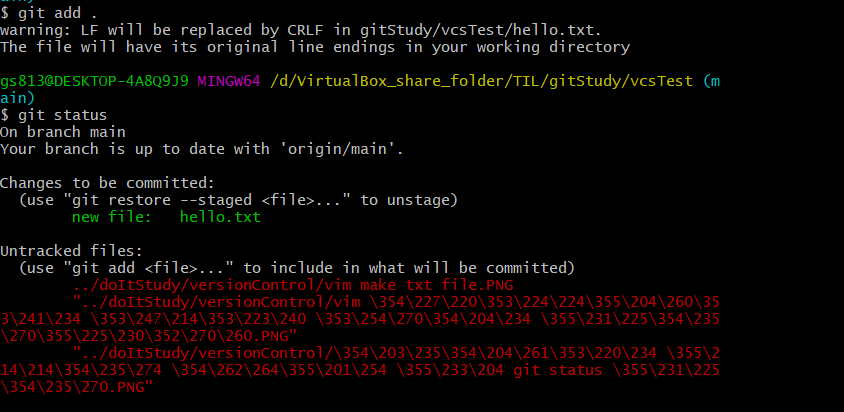 ain)
$ git add .
warning: LF will be replaced by CRLF in gitStudy/vcsTest/hello.txt.
The file will have its original line endings in your working directory

gs813@DESKTOP-4A8Q9J9 MINGW64 /d/VirtualBox_share_folder/TIL/gitStudy/vcsTest (m
ain)
$ git status
On branch main
Your branch is up to date with 'origin/main'.

Changes to be committed:
  (use "git restore --staged <file>..." to unstage)
        new file:   hello.txt

Untracked files:
  (use "git add <file>..." to include in what will be committed)
        ../doItStudy/versionControl/vim make txt file.PNG
        "../doItStudy/versionControl/vim \354\227\220\353\224\224\355\204\260\35
3\241\234 \353\247\214\353\223\240 \353\254\270\354\204\234 \355\231\225\354\235
\270\355\225\230\352\270\260.PNG"
        "../doItStudy/versionControl/\354\203\235\354\204\261\353\220\234 \355\2
14\214\354\235\274 \354\262\264\355\201\254 \355\233\204 git status \355\231\225
\354\235\270.PNG"